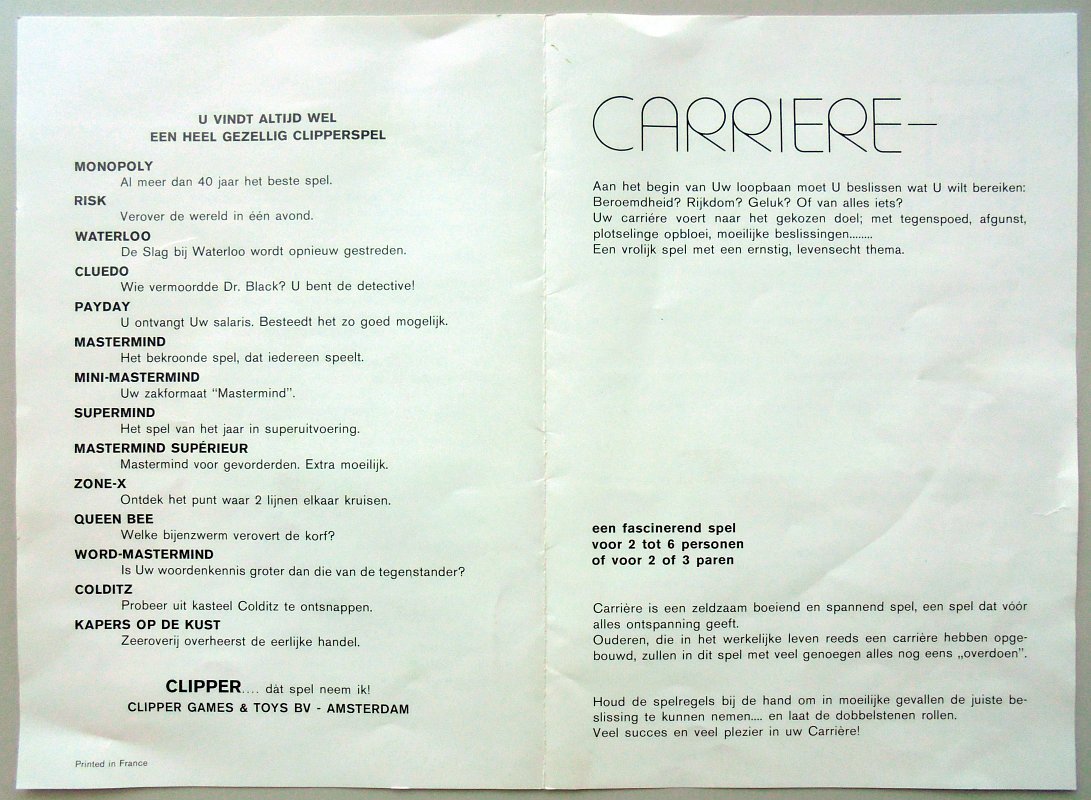 U VINDT ALTIJD WEL
EEN HEEL GEZELLIG CLIPPERSPEL
MONOPOLY
Al meer dan 40 jaar het beste spel.
RISK
Verover de wereld in één avond.
WATERLOO
De Slag bij Waterloo wordt opnieuw gestreden.
CLUEDO
Wie vermoordde Dr. Black? U bent de detective!
PAYDAY
U ontvangt Uw salaris. Besteedt het zo goed mogelijk.
MASTERMIND
Het bekroonde spel, dat iedereen speelt.
MINI-MASTERMIND
Uw zakformaat “Mastermind”.
SUPERMIND
Het spel van het jaar in superuitvoering.
MASTERMIND SUPÉRIEUR
Mastermind voor gevorderden. Extra moeilijk.
ZONE-X
Ontdek het punt waar 2 lijnen elkaar kruisen.
QUEEN BEE
Welke bijenzwerm verovert de korf?
WORD-MASTERMIND
Is Uw woordenkennis groter dan die van de tegenstander?
COLDITZ
Probeer uit kasteel Colditz te ontsnappen.
KAPERS OP DE KUST
Zeeroverij overheerst de eerlijke handel.
CLIPPER.... dàt spel neem ik!
CLIPPER GAMES & TOYS BV - AMSTERDAM
Printed in France
CARRIERE—
Aan het begin van Uw loopbaan moet U beslissen wat U wilt bereiken:
Beroemdheid? Rijkdom? Geluk? Of van alles iets?
Uw carriére voert naar het gekozen doel; met tegenspoed, afgunst,
plotselinge opbloei, moeilijke beslissingen........
Een vrolijk spel met een ernstig, levensecht thema.
een fascinerend spel
voor 2 tot 6 personen
of voor 2 of 3 paren
Carrière is een zeldzaam boeiend en spannend spel, een spel dat vóór
alles ontspanning geeft.
Ouderen, die in het werkelijke leven reeds een carrière hebben opge-
bouwd, zullen in dit spel met veel genoegen alles nog eens „overdoen”.
Houd de spelregels bij de hand om in moeilijke gevallen de juiste be-
slissing te kunnen nemen.... en laat de dobbelstenen rollen.
Veel succes en veel plezier in uw Carrière!